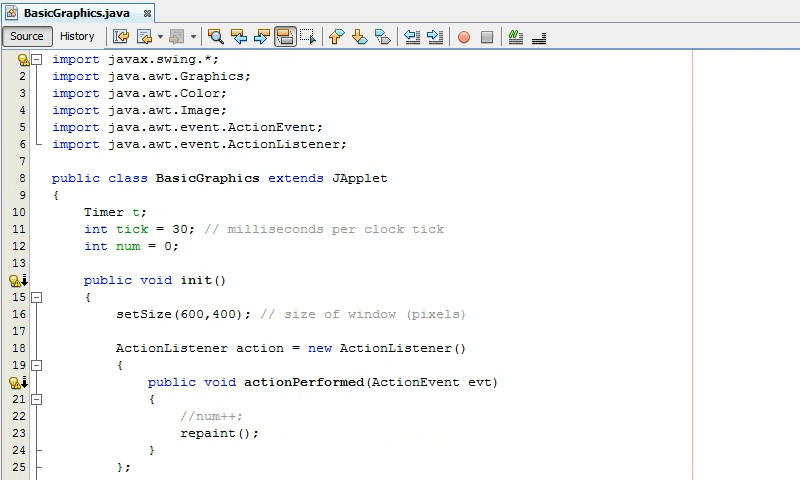 BasicGraphics.java
Source History
import javax.swing.*;
2 import java.awt.Graphics;
3 import java.awt.Color;
4 import java.awt.Image;
5 import java.awt.event.ActionEvent;
6 import java.awt.event.ActionListener;
7
8 public class BasicGraphics extends JApplet
9 {
10 Timer t;
11 int tick = 30; // milliseconds per clock tick
12 int num = 0;
13
public void init()
15 {
16 setSize(600,400); // size of window (pixels)
17
18 ActionListener action = new ActionListener()
19 {
public void actionPerformed(ActionEvent evt)
21 {
22 //num++;
23 repaint();
24 }
25 };